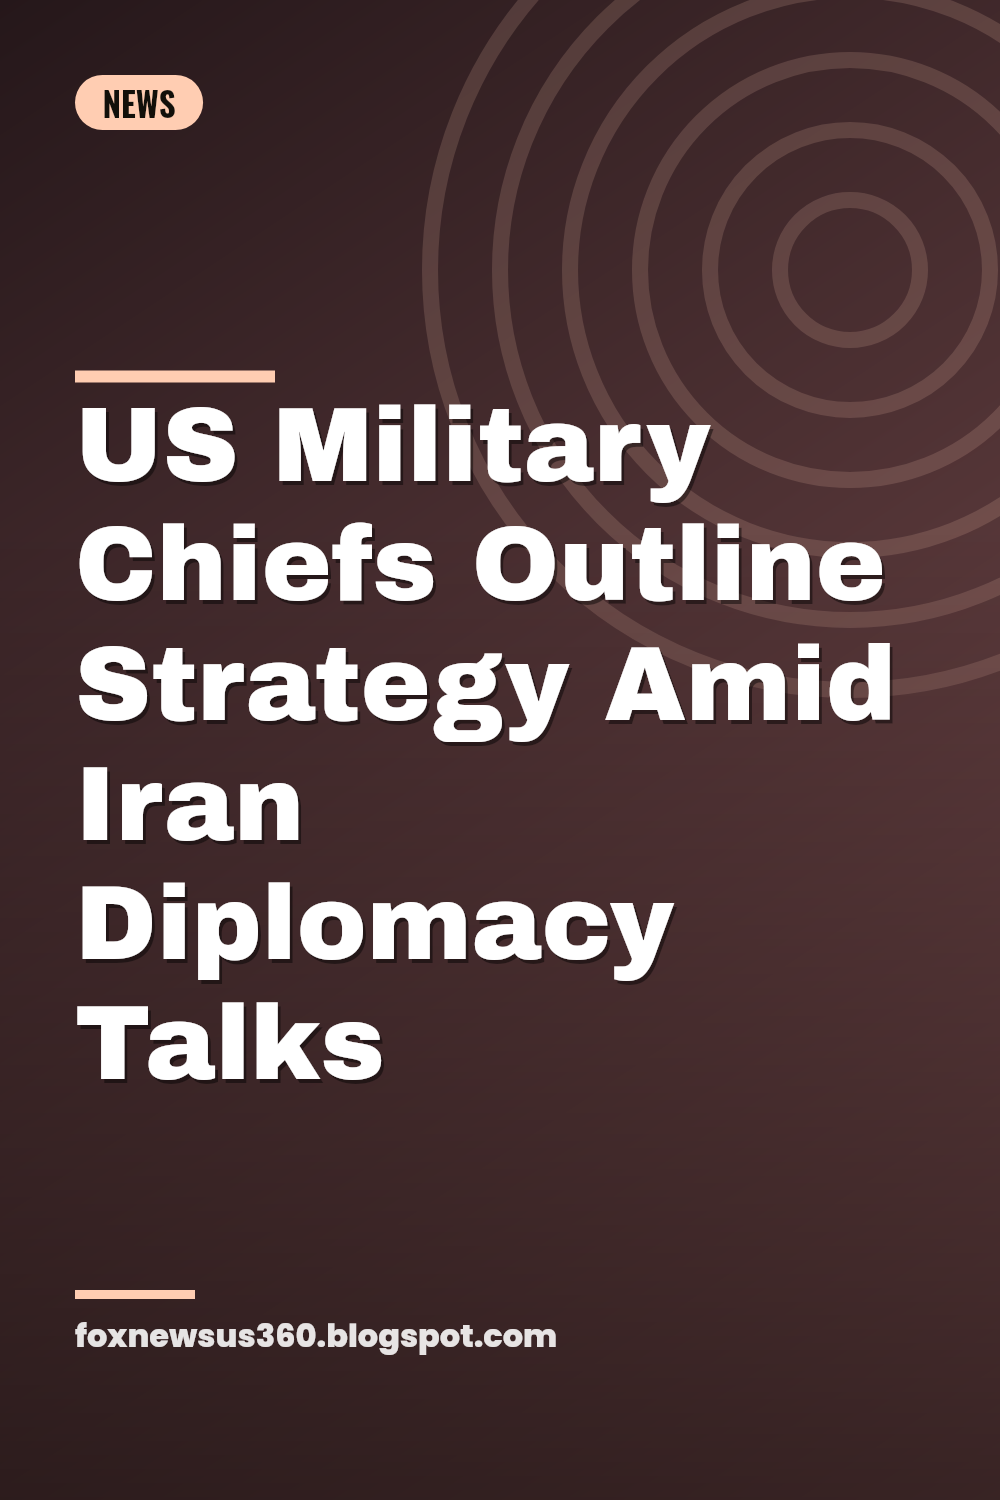 NEWS
US Military
Chiefs Outline
Strategy Amid
Iran
Diplomacy
Talks
foxnewsus360.blogspot.com